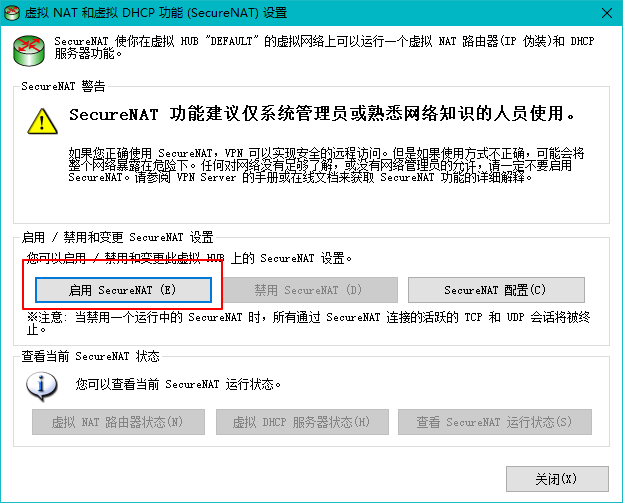 虚拟 NAT 和虚拟 DHCP 功能 (SecureNAT) 设置
SecureNAT 使你在虚拟 HUB "DEFAULT" 的虚拟网络上可以运行一个虚拟 NAT 路由器(IP 伪装)和 DHCP
服务器功能。
SecureNAT 警告
SecureNAT 功能建议仅系统管理员或熟悉网络知识的人员使用。
如果您正确使用 SecureNAT，VPN 可以实现安全的远程访问。但是如果使用方式不正确，可能会将
整个网络暴露在危险下。任何对网络没有足够了解，或没有网络管理员的允许，请一定不要启用
SecureNAT。请参阅 VPN Server 的手册或在线文档来获取 SecureNAT 功能的详细解释。
启用 / 禁用和变更 SecureNAT 设置
您可以启用 / 禁用和变更此虚拟 HUB 上的 SecureNAT 设置。
启用 SecureNAT (E)
禁用 SecureNAT (D)
SecureNAT 配置(C)
※注意: 当禁用一个运行中的 SecureNAT 时，所有通过 SecureNAT 连接的活跃的 TCP 和 UDP 会话将被终
止。
查看当前 SecureNAT 状态
您可以查看当前 SecureNAT 运行状态。
虚拟 NAT 路由器状态(N)
虚拟 DHCP 服务器状态(H)
查看 SecureNAT 运行状态(S)
关闭(X)